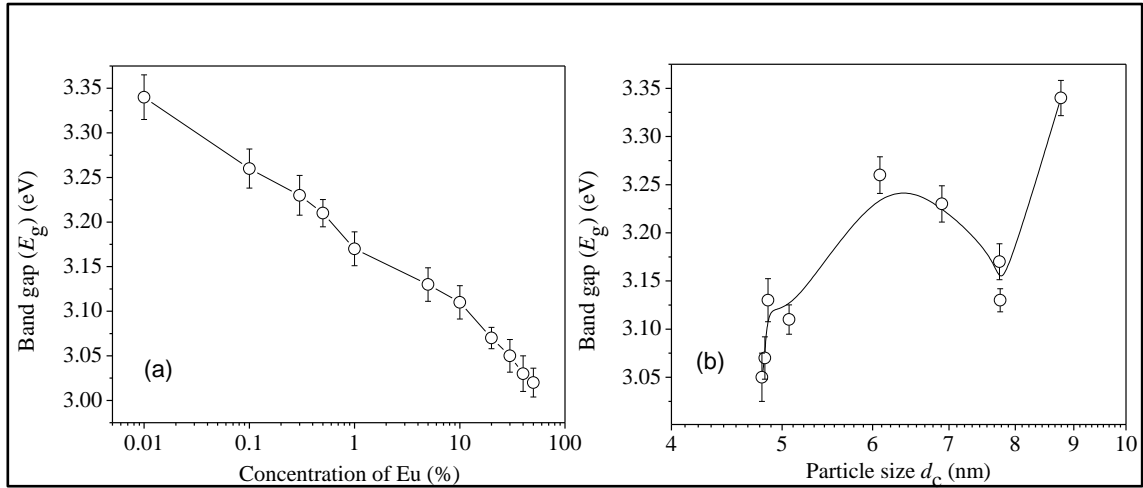 3.35
3.30
3.25
3.20
3.15
3.10
3.05
3.00
Band gap (Eg) (eV)
(a)
0.01 0.1 1 10 100
Concentration of Eu (%)
3.35
3.30
3.25
3.20
3.15
3.10
3.05
Band gap (Eg) (eV)
(b)
4 5 6 7 8 9 10
Particle size dc (nm)